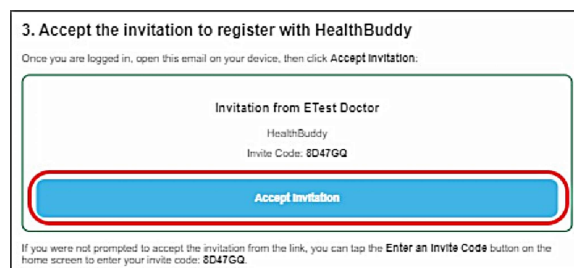 3. Accept the invitation to register with HealthBuddy
Once you are logged in, open this email on your device, then click Accept Invitation:
Invitation from ETest Doctor
HealthBuddy
Invite Code: 8D47GQ
Accept Invitation
If you were not prompted to accept the invitation from the link, you can tap the Enter an Invite Code button on the
home screen to enter your invite code: 8D47GQ.